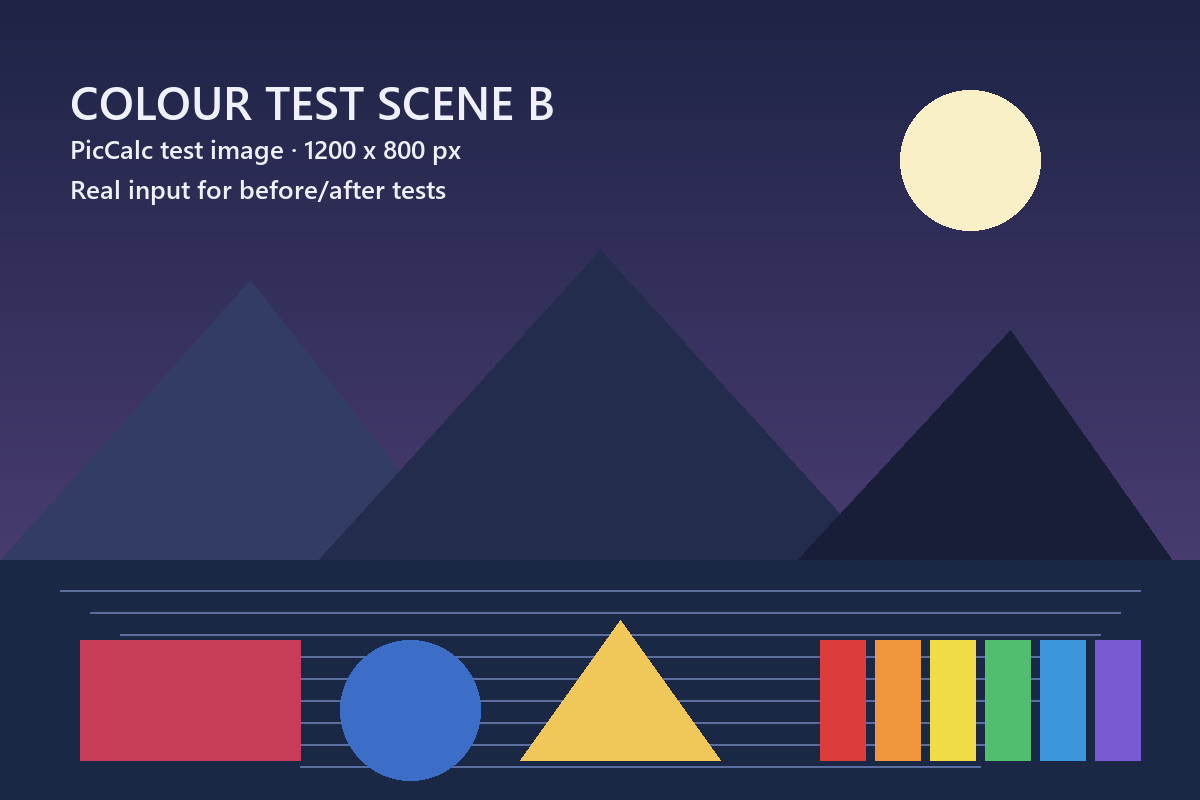 COLOUR TEST SCENE B
PicCalc test image · 1200 x 800 px
Real input for before/after tests